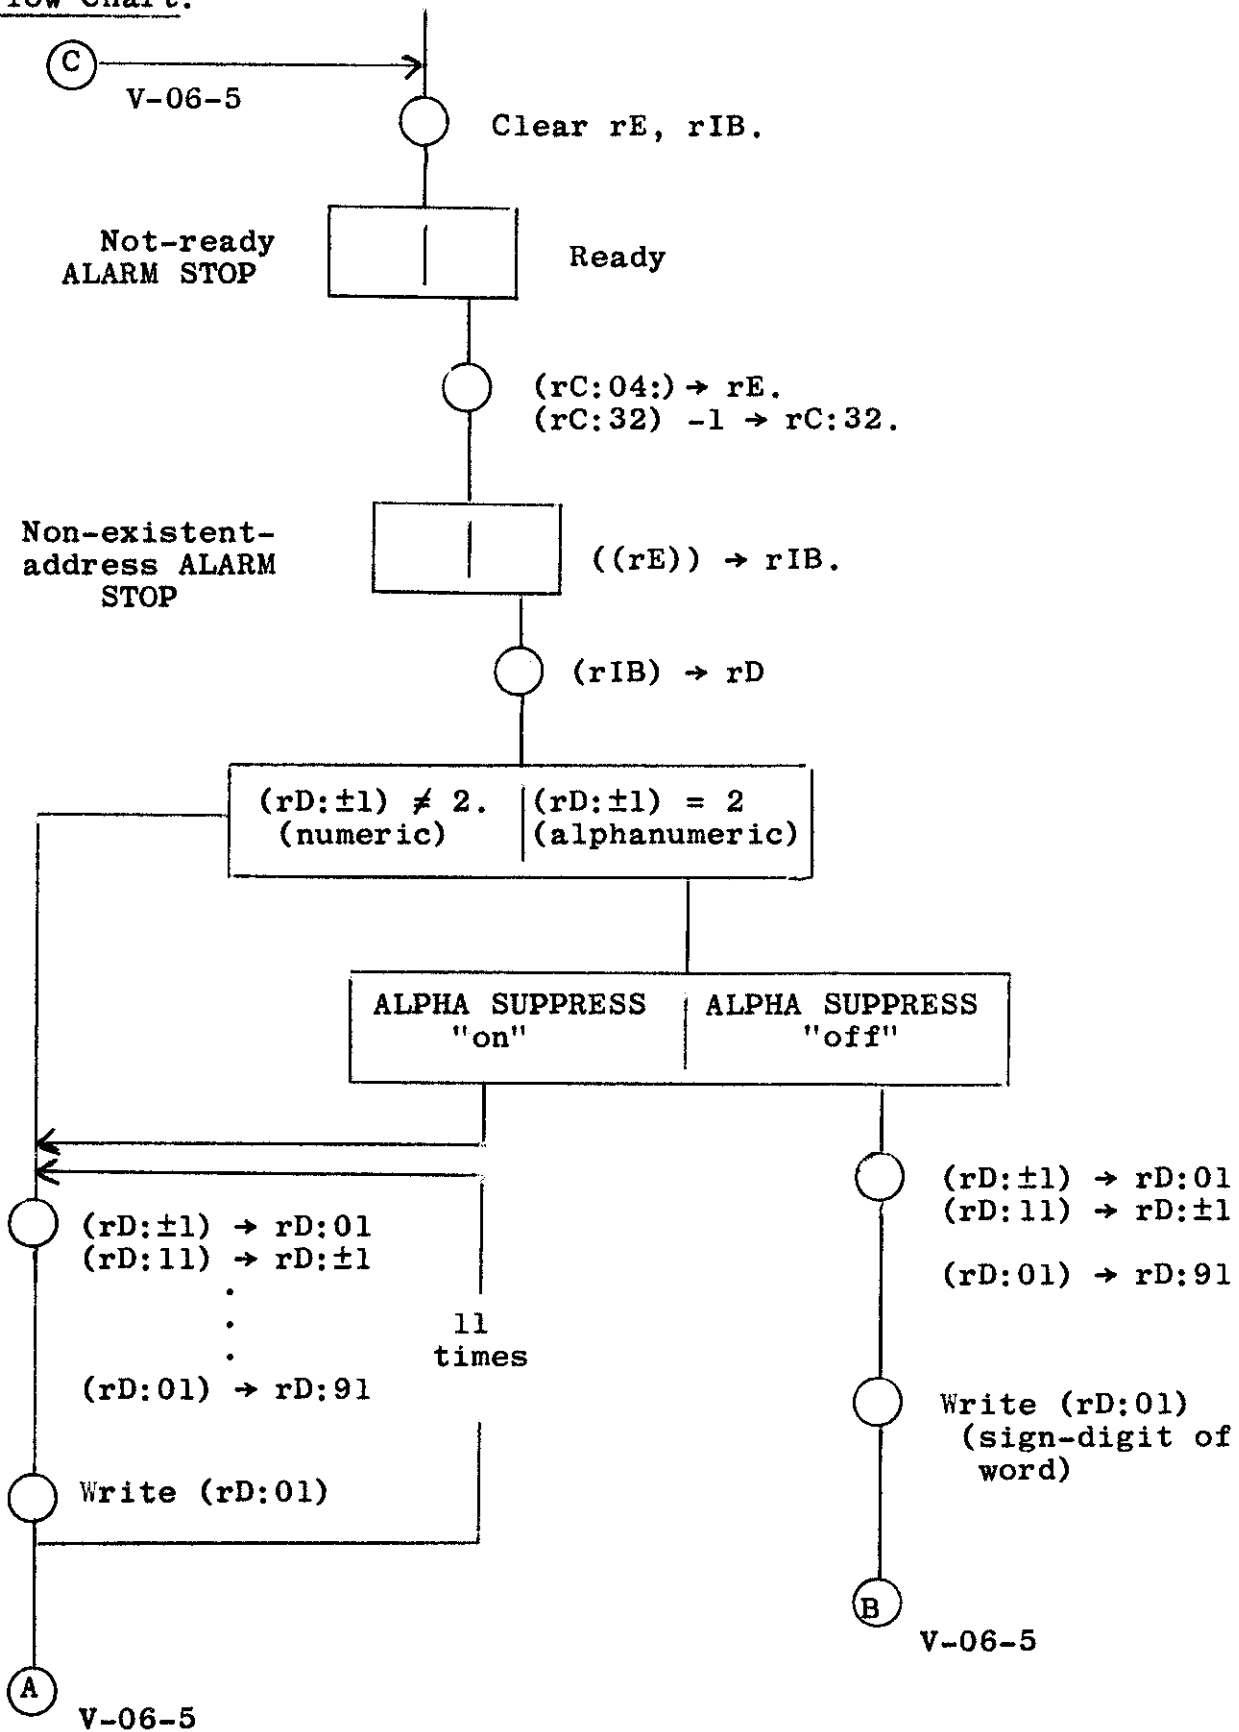 low Chart.
C
V-06-5
Clear rE, rIB.
Not-ready
ALARM STOP
Ready
(rC:04:) → rE.
(rC:32) -1 → rC:32.
Non-existent-
address ALARM
STOP
((rE)) → rIB.
(rIB) → rD
(rD:±1) ≠ 2.
(numeric)
(rD:±1) = 2
(alphanumeric)
ALPHA SUPPRESS
"on"
ALPHA SUPPRESS
"off"
(rD:±1) → rD:01
(rD:11) → rD:±1
.
.
.
(rD:01) → rD:91
11
times
Write (rD:01)
A
V-06-5
(rD:±1) → rD:01
(rD:11) → rD:±1
(rD:01) → rD:91
Write (rD:01)
(sign-digit of
word)
B
V-06-5